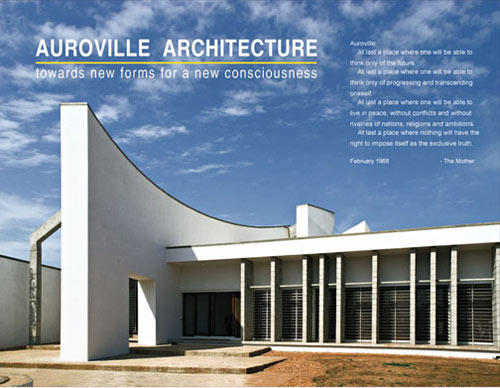 AUROVILLE ARCHITECTURE
towards new forms for a new consciousness
Auroville:
At last a place where one will be able to
think only of the future.
At last a place where one will be able to
think only of progressing and transcending
oneself.
At last a place where one will be able to
live in peace, without conflicts and without
rivalries of nations, religions and ambitions.
At last a place where nothing will have the
right to impose itself as the exclusive truth.
February 1968 - The Mother